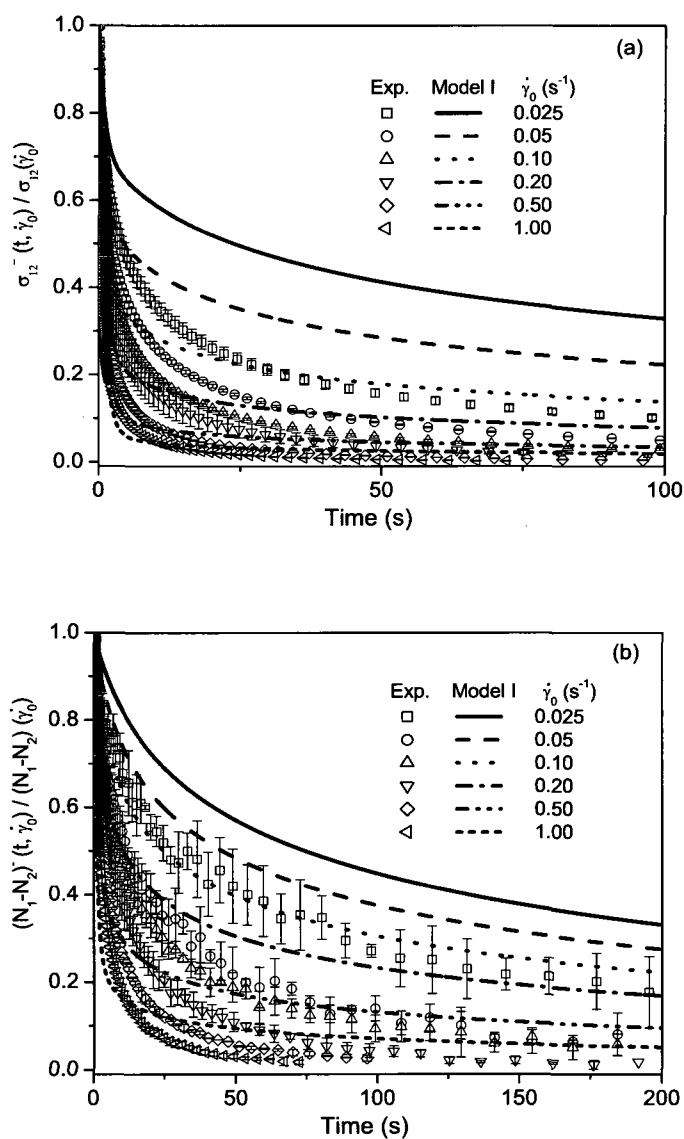 (a)
Exp. Model I γ̇₀ (s⁻¹)
0.025
0.05
0.10
0.20
0.50
1.00
σ₁₂⁻ (t, γ̇₀) / σ₁₂(γ̇₀)
1.0
0.8
0.6
0.4
0.2
0.0
0 50 100
Time (s)
(b)
Exp. Model I γ̇₀ (s⁻¹)
0.025
0.05
0.10
0.20
0.50
1.00
(N₁-N₂)⁻ (t, γ̇₀) / (N₁-N₂) (γ̇₀)
1.0
0.8
0.6
0.4
0.2
0.0
0 50 100 150 200
Time (s)